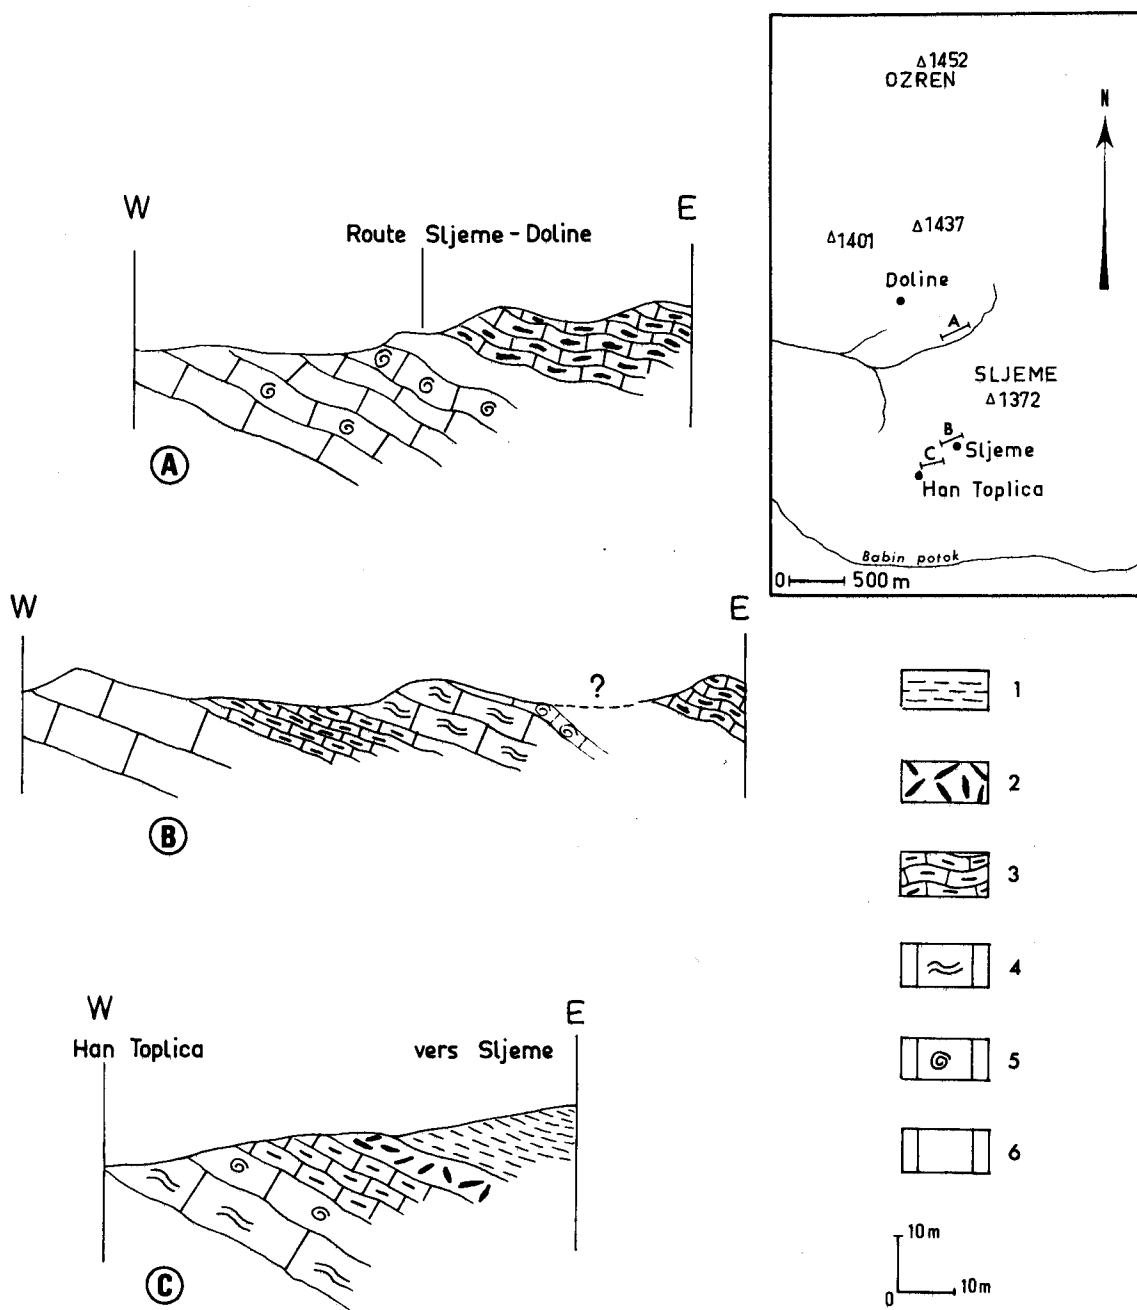 W
E
Route Sljeme-Doline
A
Δ1452
OZREN
N
Δ1401
Δ1437
Doline
A
SLJEME
Δ1372
B
Sljeme
C
Han Toplica
Babin potok
0 500 m
W
E
?
B
W
E
Han Toplica
vers Sljeme
C
1
2
3
4
5
6
10 m
0
10 m